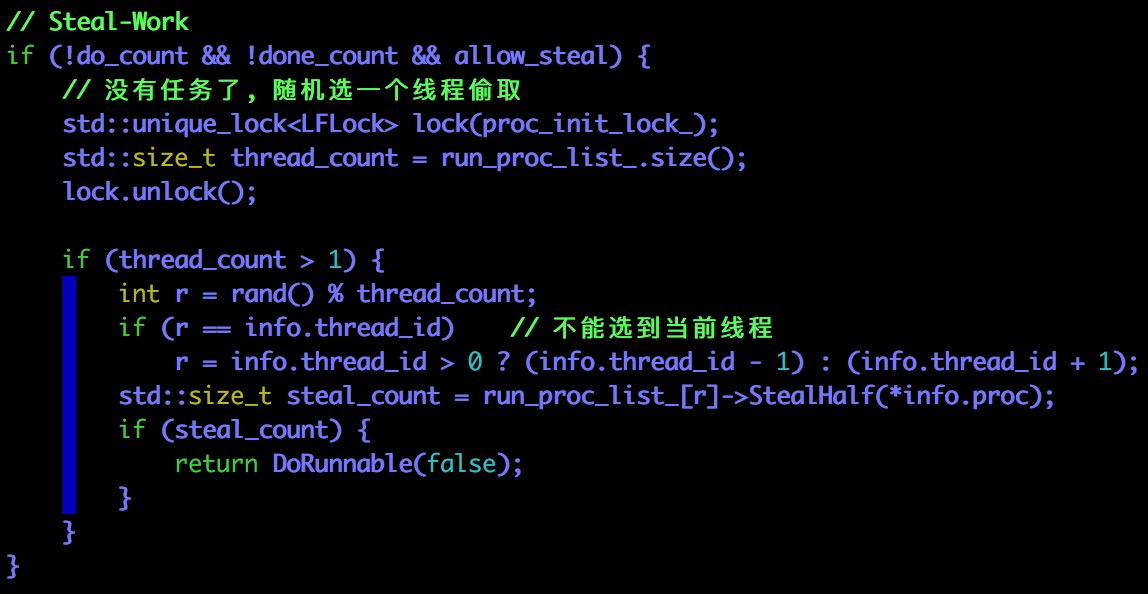 // Steal-Work
if (!do_count && !done_count && allow_steal) {
    // 没有任务了, 随机选一个线程偷取
    std::unique_lock<LFLock> lock(proc_init_lock_);
    std::size_t thread_count = run_proc_list_.size();
    lock.unlock();

    if (thread_count > 1) {
        int r = rand() % thread_count;
        if (r == info.thread_id)    // 不能选到当前线程
            r = info.thread_id > 0 ? (info.thread_id - 1) : (info.thread_id + 1);
        std::size_t steal_count = run_proc_list_[r]->StealHalf(*info.proc);
        if (steal_count) {
            return DoRunnable(false);
        }
    }
}